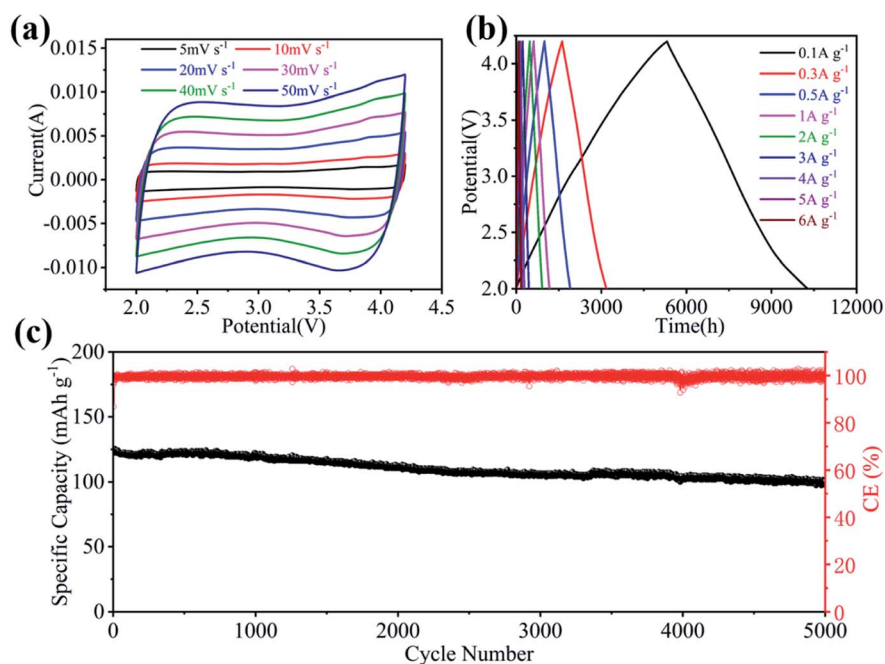 (a)
0.015
0.010
0.005
0.000
-0.005
-0.010
Current(A)
5mV s⁻¹ 10mV s⁻¹
20mV s⁻¹ 30mV s⁻¹
40mV s⁻¹ 50mV s⁻¹
2.0 2.5 3.0 3.5 4.0 4.5
Potential(V)
(b)
4.0
3.5
3.0
2.5
2.0
Potential(V)
0.1A g⁻¹
0.3A g⁻¹
0.5A g⁻¹
1A g⁻¹
2A g⁻¹
3A g⁻¹
4A g⁻¹
5A g⁻¹
6A g⁻¹
0 3000 6000 9000 12000
Time(h)
(c)
200
150
100
50
0
Specific Capacity (mAh g⁻¹)
100
80
60
40
20
0
CE (%)
0 1000 2000 3000 4000 5000
Cycle Number